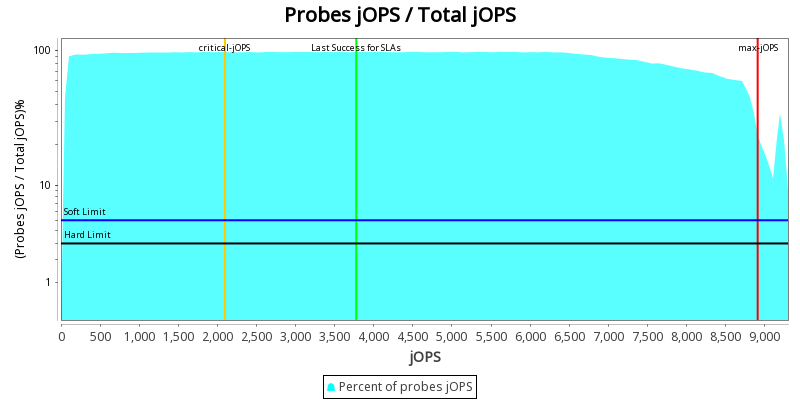 Probes jOPS / Total jOPS
(Probes jOPS / Total jOPS)%
100
10
1
critical-jOPS
Last Success for SLAs
max-jOPS
Soft Limit
Hard Limit
0 500 1,000 1,500 2,000 2,500 3,000 3,500 4,000 4,500 5,000 5,500 6,000 6,500 7,000 7,500 8,000 8,500 9,000
jOPS
Percent of probes jOPS